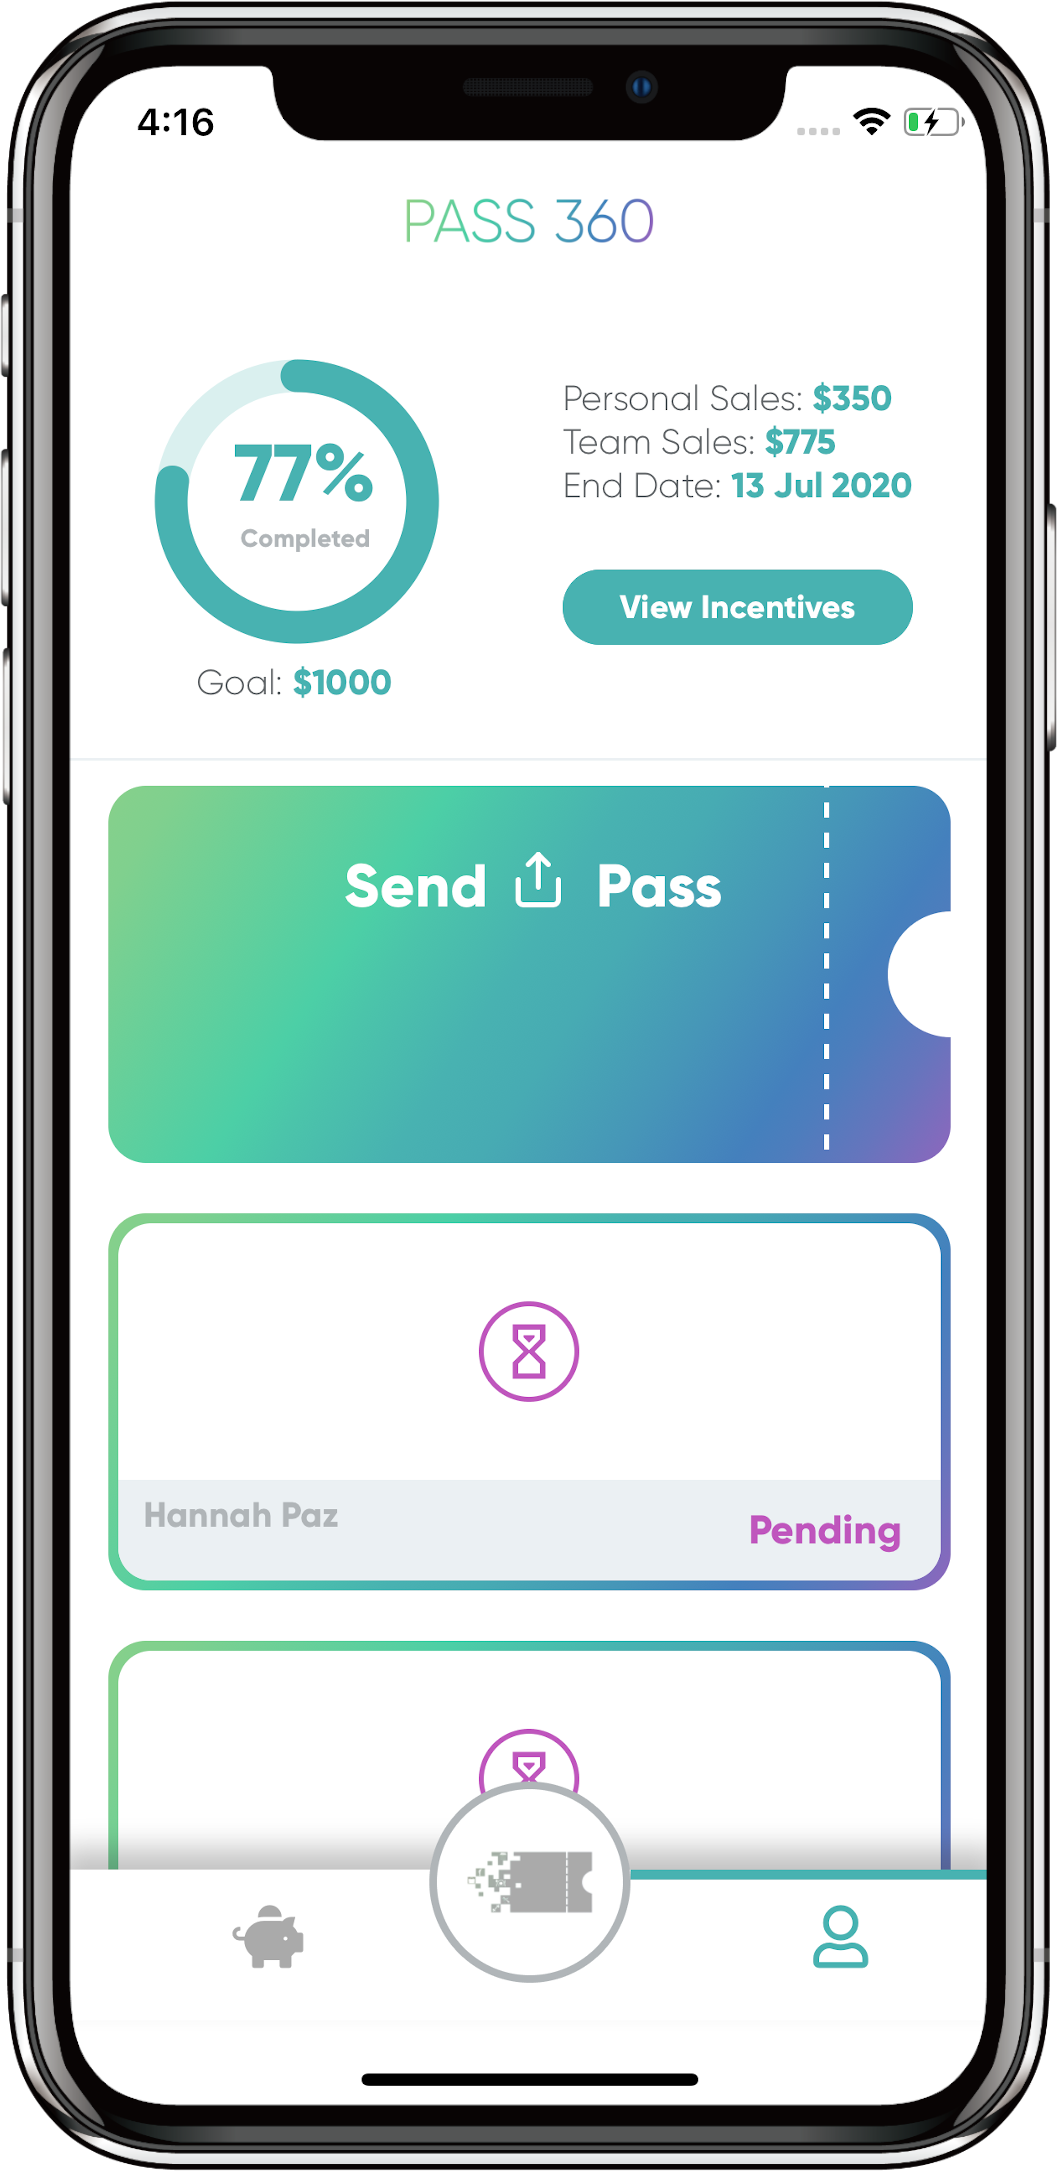 4:16
PASS 360
77%
Completed
Goal: $1000
Personal Sales: $350
Team Sales: $775
End Date: 13 Jul 2020
View Incentives
Send Pass
Hannah Paz
Pending